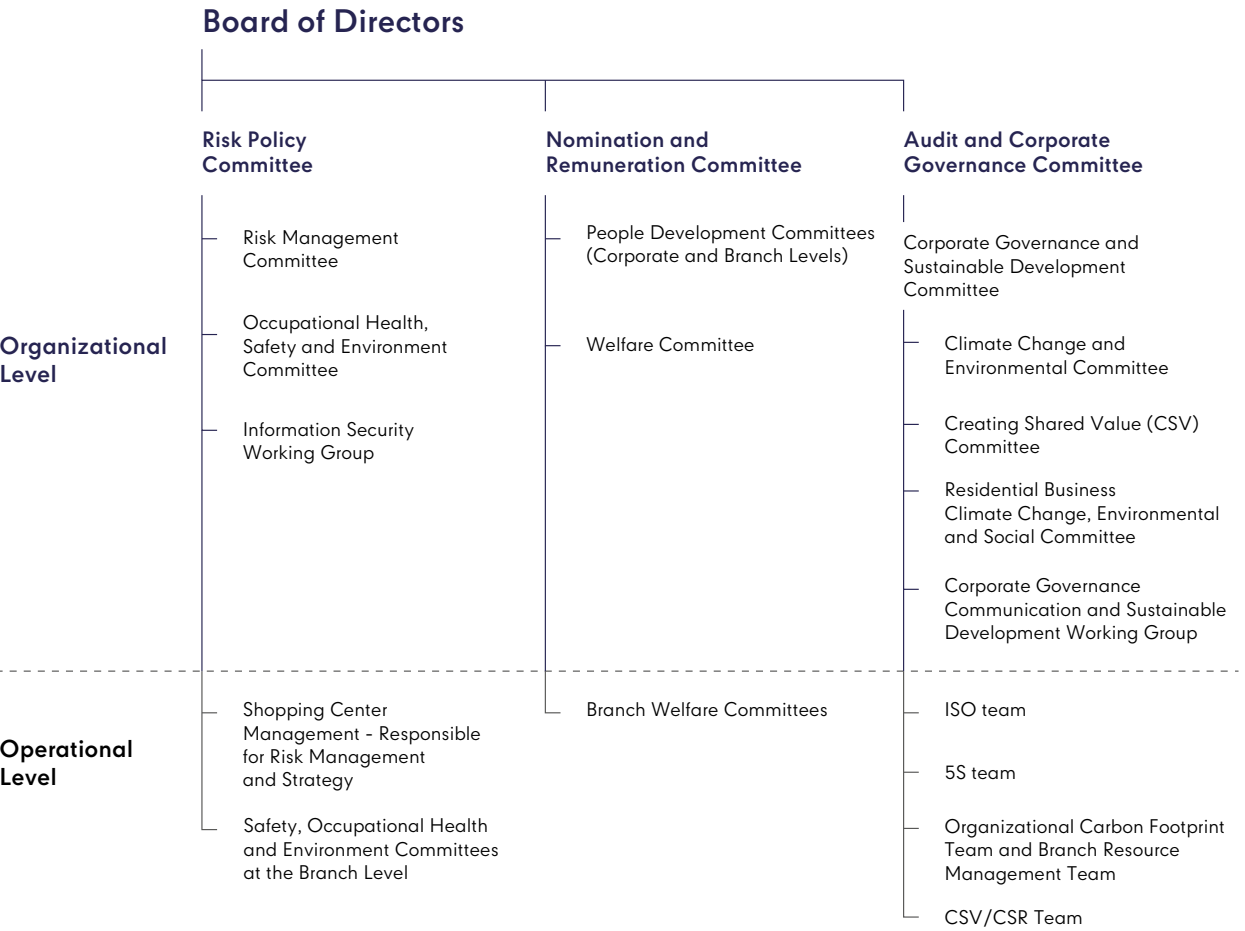 Board of Directors
Risk Policy
Committee
Nomination and
Remuneration Committee
Audit and Corporate
Governance Committee
Organizational
Level
Risk Management
Committee
Occupational Health,
Safety and Environment
Committee
Information Security
Working Group
People Development Committees
(Corporate and Branch Levels)
Welfare Committee
Corporate Governance and
Sustainable Development
Committee
Climate Change and
Environmental Committee
Creating Shared Value (CSV)
Committee
Residential Business
Climate Change, Environmental
and Social Committee
Corporate Governance
Communication and Sustainable
Development Working Group
Operational
Level
Shopping Center
Management - Responsible
for Risk Management
and Strategy
Safety, Occupational Health
and Environment Committees
at the Branch Level
Branch Welfare Committees
ISO team
5S team
Organizational Carbon Footprint
Team and Branch Resource
Management Team
CSV/CSR Team